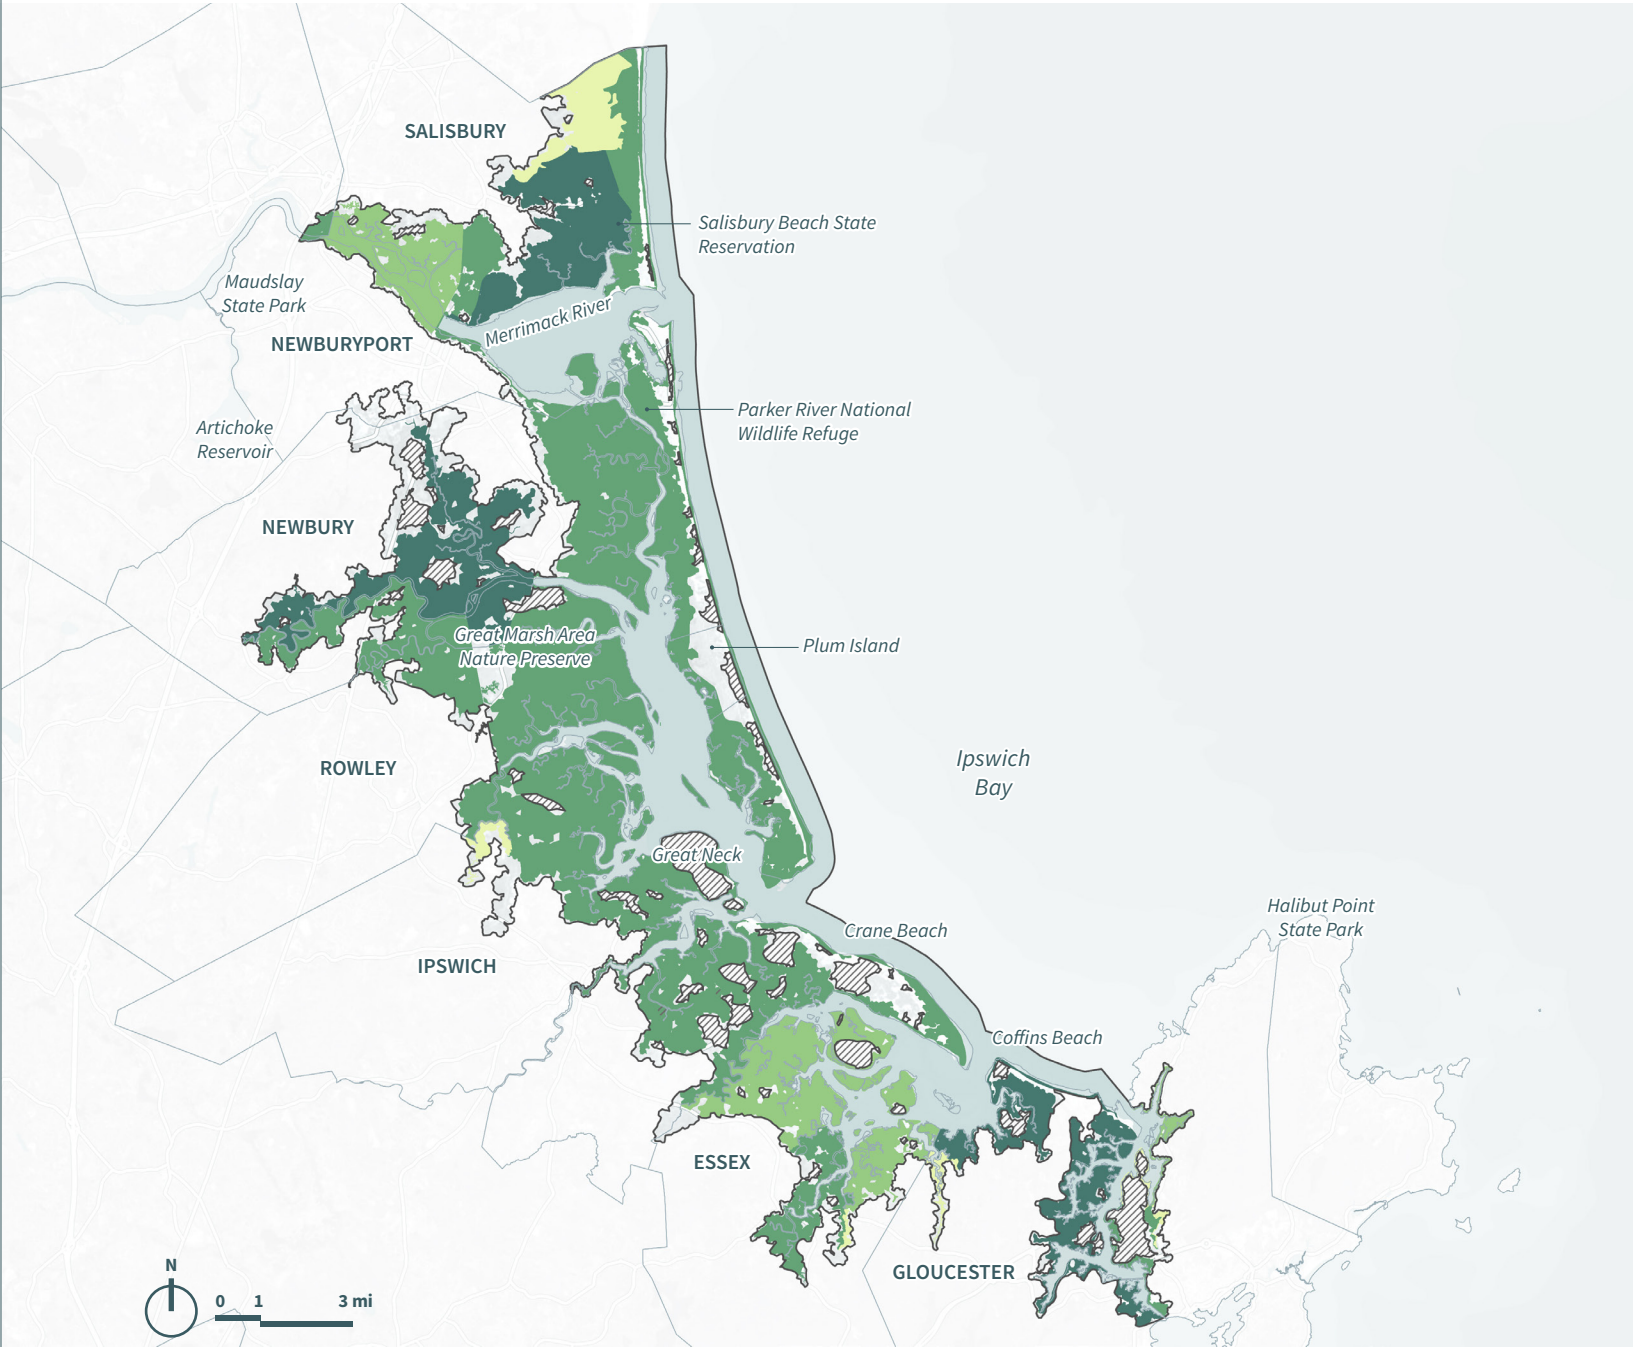 SALISBURY
Salisbury Beach State
Reservation
Maudslay
State Park
Merrimack River
NEWBURYPORT
Parker River National
Wildlife Refuge
Artichoke
Reservoir
NEWBURY
Great Marsh Area
Nature Preserve
Plum Island
ROWLEY
Ipswich
Bay
Great Neck
Halibut Point
State Park
Crane Beach
IPSWICH
Coffins Beach
ESSEX
GLOUCESTER
N
0 1 3 mi